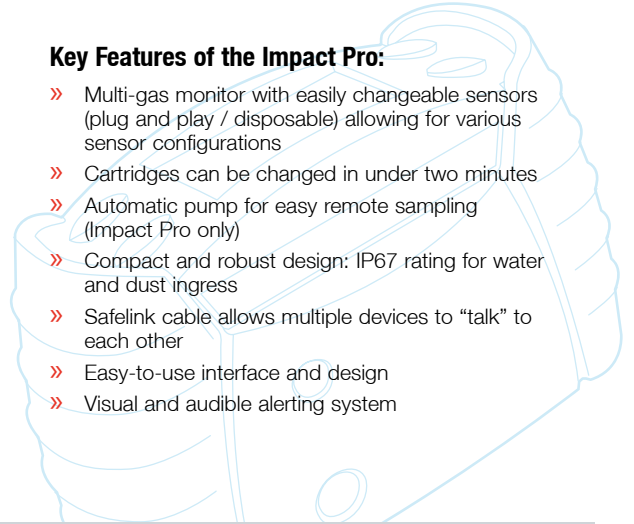 Key Features of the Impact Pro:
» Multi-gas monitor with easily changeable sensors
(plug and play / disposable) allowing for various
sensor configurations
» Cartridges can be changed in under two minutes
» Automatic pump for easy remote sampling
(Impact Pro only)
» Compact and robust design: IP67 rating for water
and dust ingress
» Safelink cable allows multiple devices to “talk” to
each other
» Easy-to-use interface and design
» Visual and audible alerting system